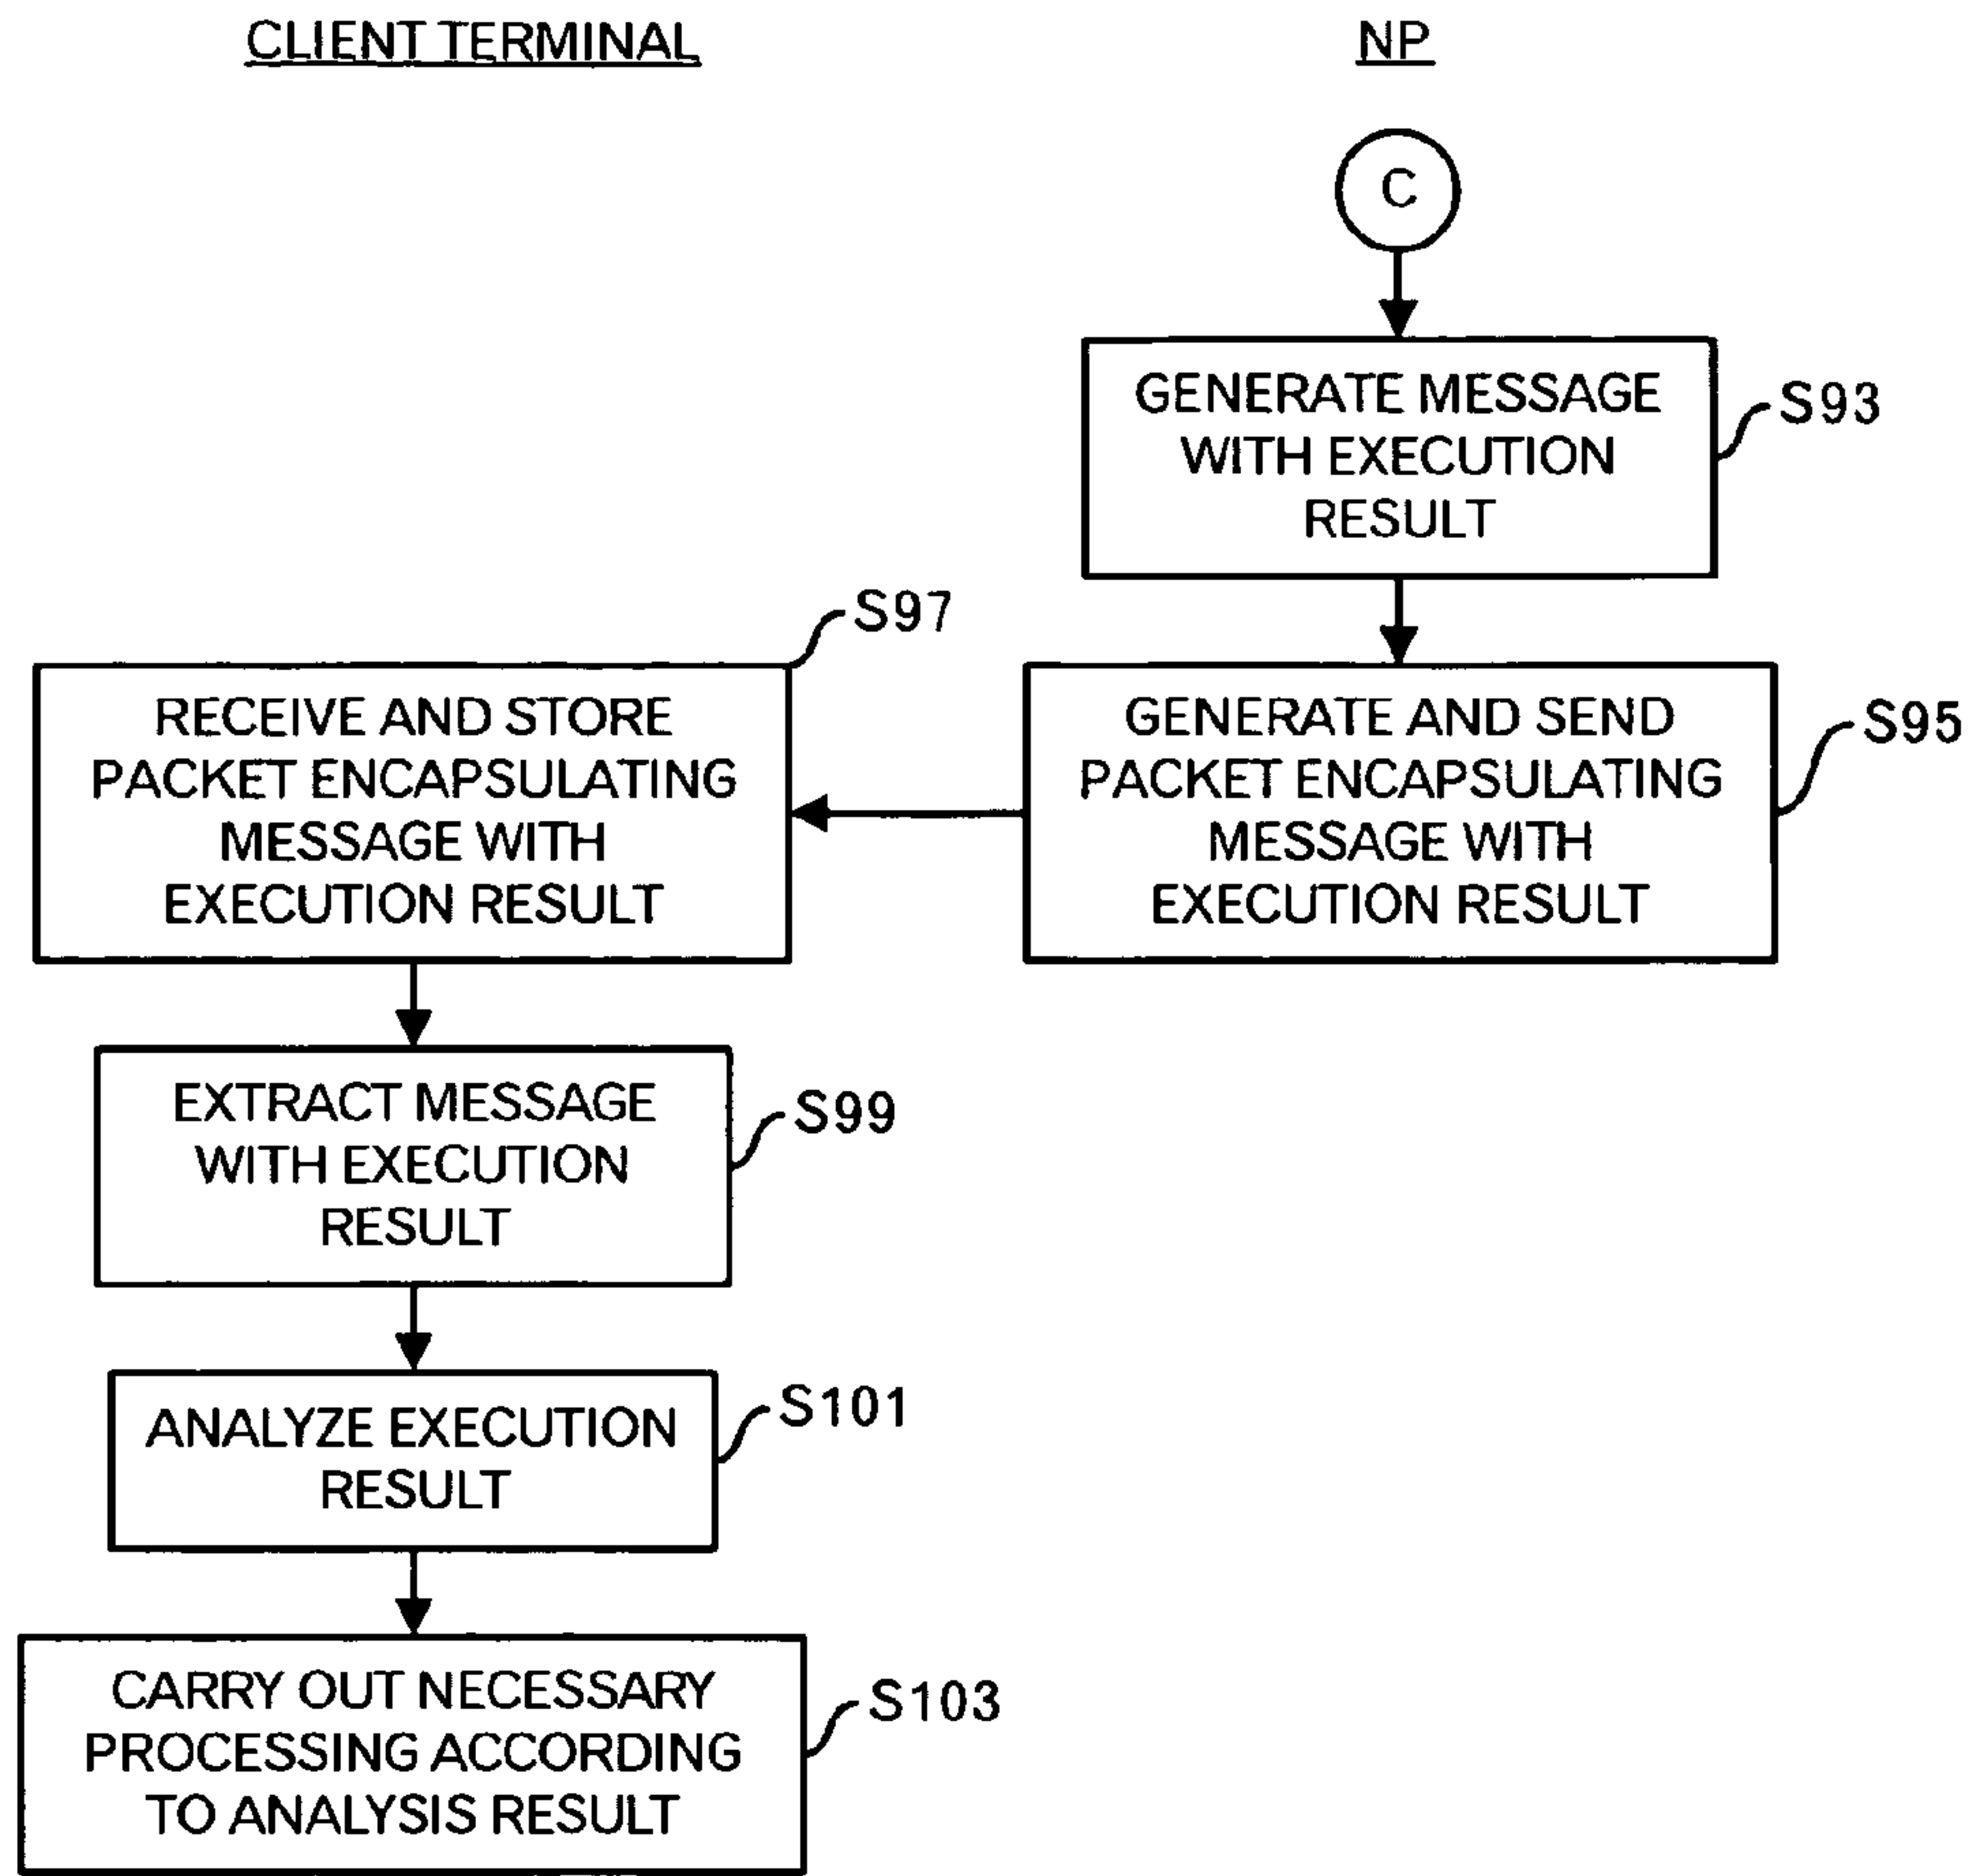 CLIENT TERMINAL
NP
C
GENERATE MESSAGE
WITH EXECUTION
RESULT
S93
S97
RECEIVE AND STORE
PACKET ENCAPSULATING
MESSAGE WITH
EXECUTION RESULT
GENERATE AND SEND
PACKET ENCAPSULATING
MESSAGE WITH
EXECUTION RESULT
S95
EXTRACT MESSAGE
WITH EXECUTION
RESULT
S99
ANALYZE EXECUTION
RESULT
S101
CARRY OUT NECESSARY
PROCESSING ACCORDING
TO ANALYSIS RESULT
S103